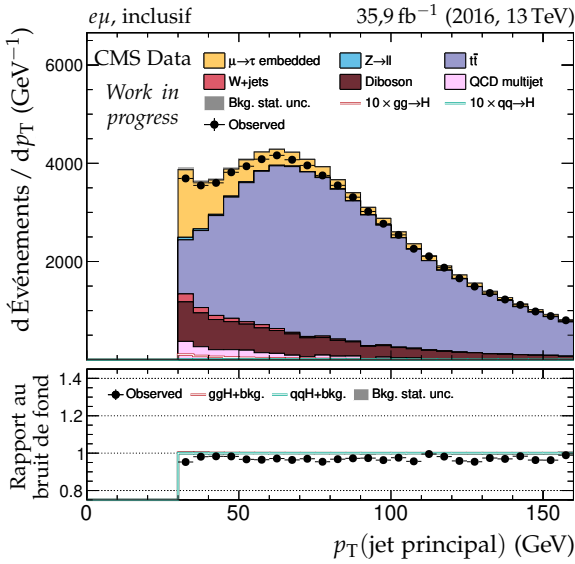 eμ, inclusif 35,9 fb⁻¹ (2016, 13 TeV)
d Événements / dp_T (GeV⁻¹)
6000
4000
2000
CMS Data
Work in
progress
μ→τ embedded Z→ll tt̄
W+jets Diboson QCD multijet
Bkg. stat. unc. 10 × gg→H 10 × qq→H
Observed
Rapport au
bruit de fond
1.4
1.2
1
0.8
Observed ggH+bkg. qqH+bkg. Bkg. stat. unc.
0 50 100 150
p_T(jet principal) (GeV)